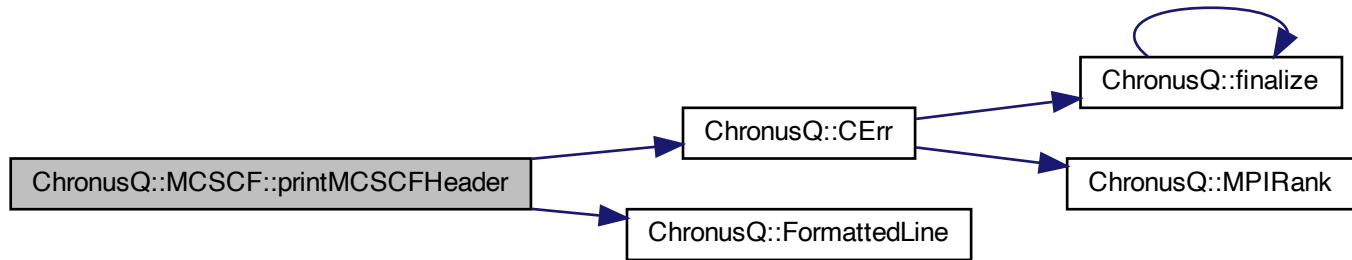 ChronusQ::MCSCF::printMCSCFHeader
ChronusQ::CErr
ChronusQ::finalize
ChronusQ::MPIRank
ChronusQ::FormattedLine